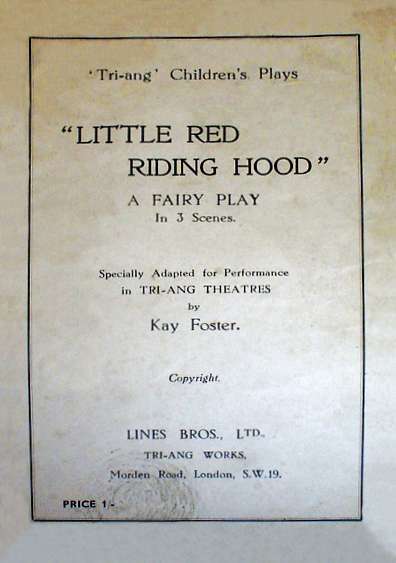 'Tri-ang' Children's Plays
"LITTLE RED
RIDING HOOD"
A FAIRY PLAY
In 3 Scenes.
Specially Adapted for Performance
in TRI-ANG THEATRES
by
Kay Foster.
Copyright.
LINES BROS., LTD.,
TRI-ANG WORKS,
Morden Road, London, S.W.19.
PRICE 1/-